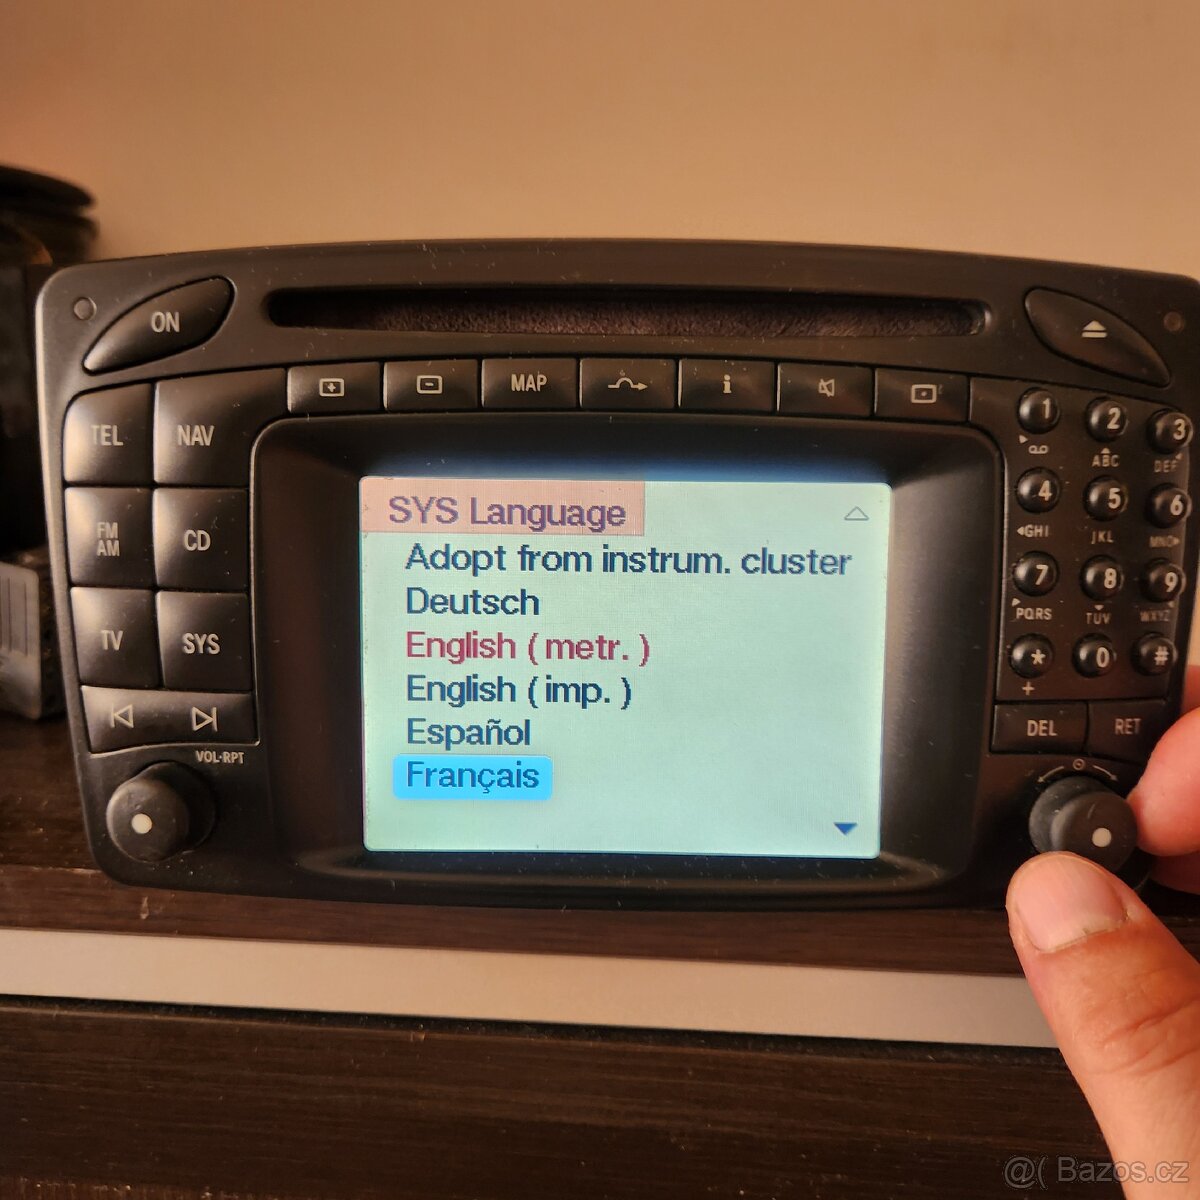 ON
MAP
i
TEL
NAV
FM
AM
CD
TV
SYS
VOL·RPT
SYS Language
Adopt from instrum. cluster
Deutsch
English ( metr. )
English ( imp. )
Español
Français
1
2
ABC
3
DEF
4
GHI
5
JKL
6
MNO
7
PQRS
8
TUV
9
WXYZ
*
+
0
#
DEL
RET
@( Bazos.cz